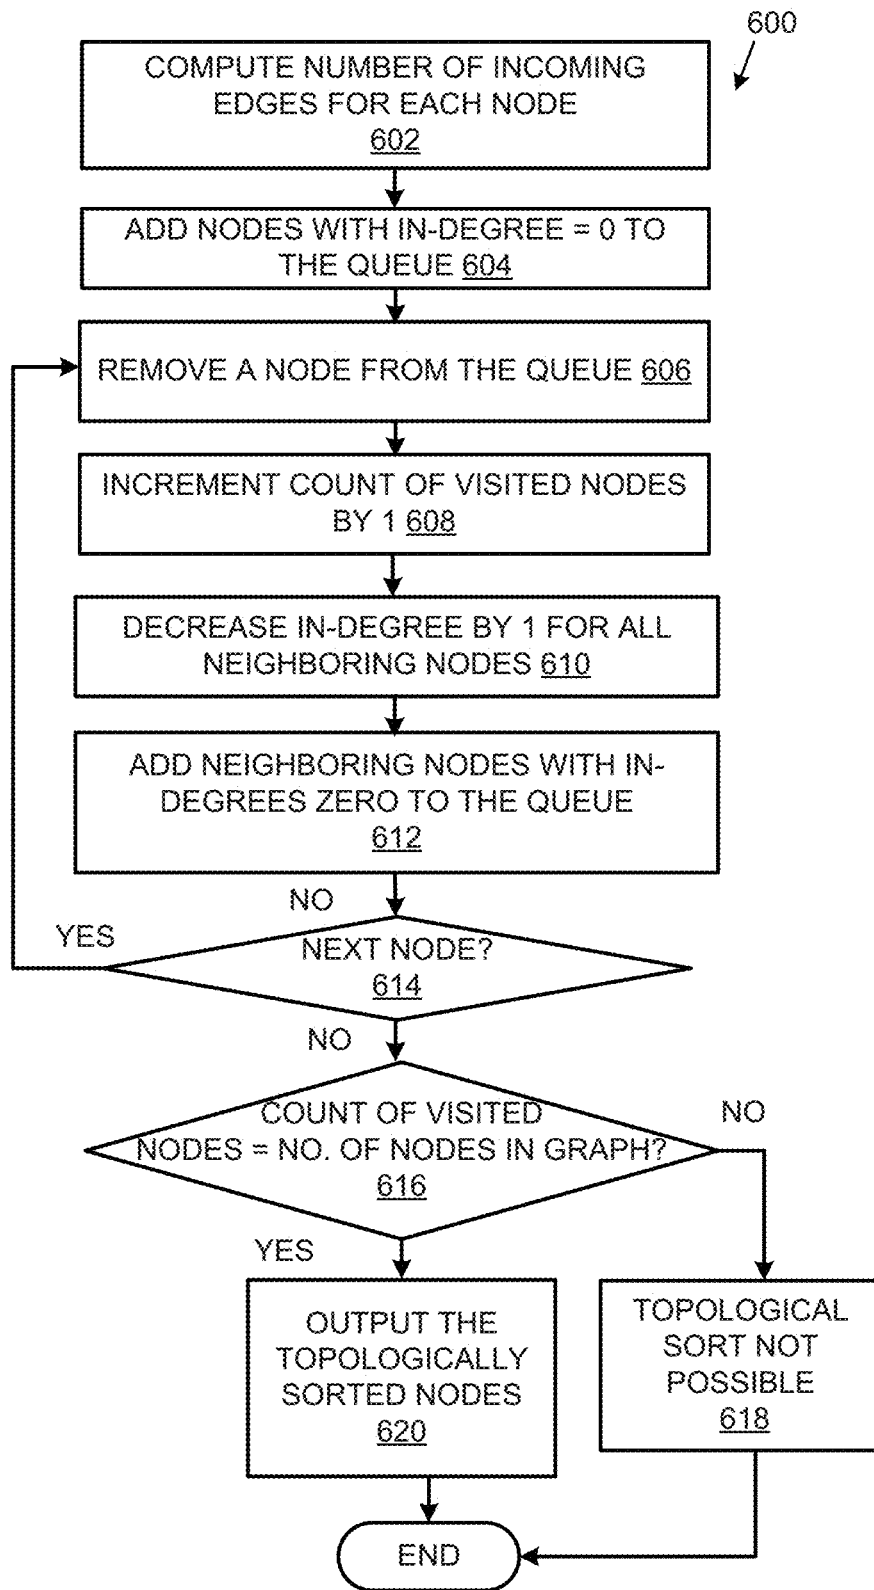 600
COMPUTE NUMBER OF INCOMING
EDGES FOR EACH NODE
602
ADD NODES WITH IN-DEGREE = 0 TO
THE QUEUE 604
REMOVE A NODE FROM THE QUEUE 606
INCREMENT COUNT OF VISITED NODES
BY 1 608
DECREASE IN-DEGREE BY 1 FOR ALL
NEIGHBORING NODES 610
ADD NEIGHBORING NODES WITH IN-
DEGREES ZERO TO THE QUEUE
612
NO
YES
NEXT NODE?
614
NO
COUNT OF VISITED
NODES = NO. OF NODES IN GRAPH?
616
NO
YES
OUTPUT THE
TOPOLOGICALLY
SORTED NODES
620
TOPOLOGICAL
SORT NOT
POSSIBLE
618
END